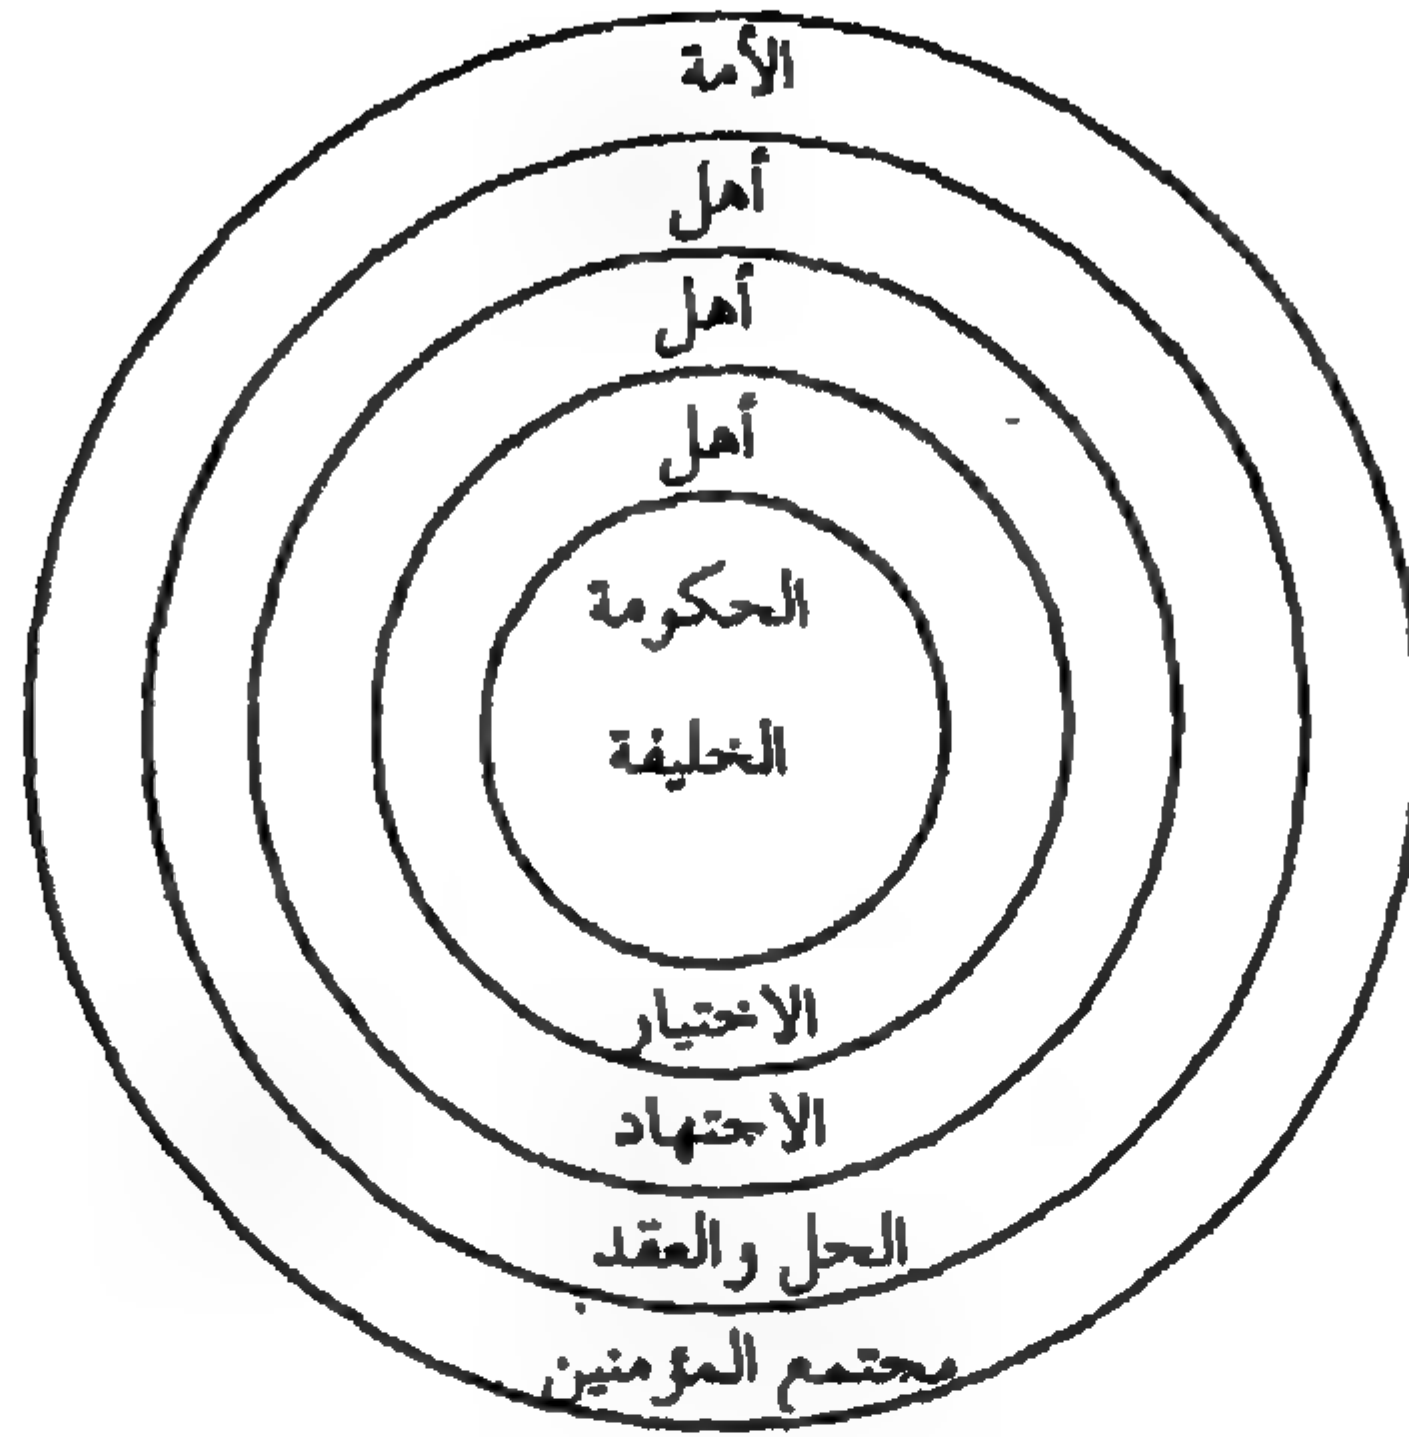 الأمة
أهل
أهل
أهل
الحكومة
الخليفة
الاختيار
الاجتهاد
الحل والعقد
مجتمع المؤمنين